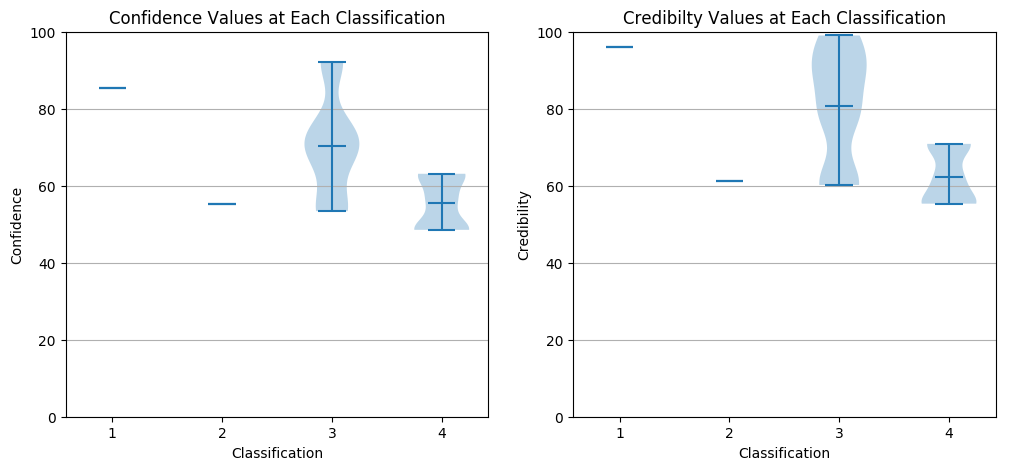 Confidence Values at Each Classification
100
80
60
40
20
0
Confidence
1 2 3 4
Classification
Credibilty Values at Each Classification
100
80
60
40
20
0
Credibility
1 2 3 4
Classification